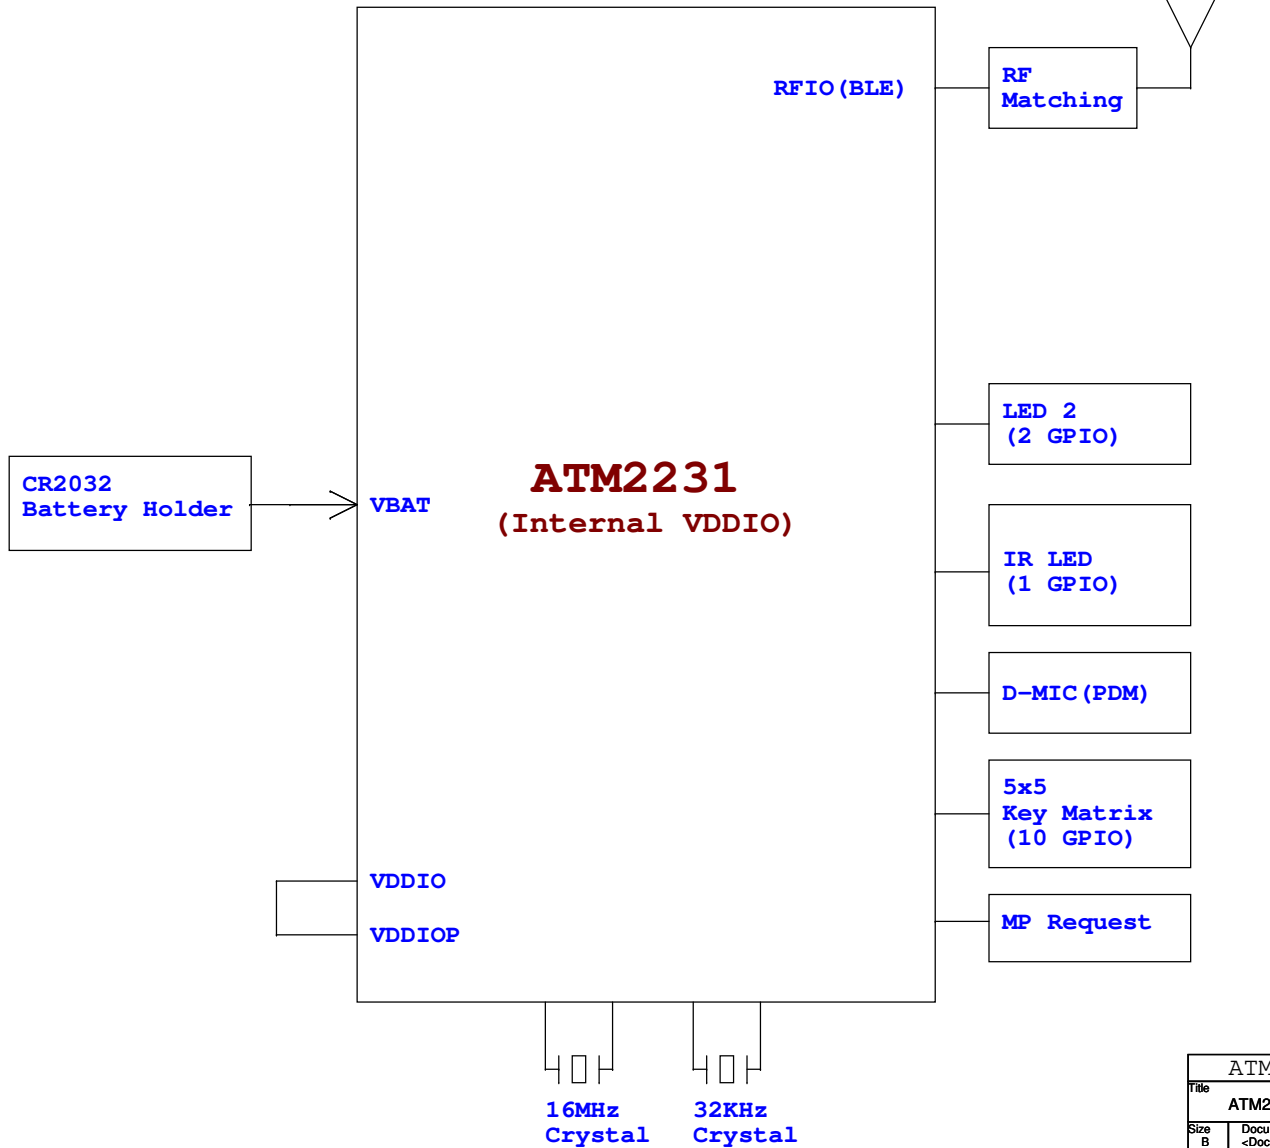 RFIO(BLE)
RF
Matching
LED 2
(2 GPIO)
CR2032
Battery Holder
VBAT
ATM2231
(Internal VDDIO)
IR LED
(1 GPIO)
D-MIC(PDM)
5x5
Key Matrix
(10 GPIO)
VDDIO
VDDIOP
MP Request
16MHz
Crystal
32KHz
Crystal
Title
Size
B